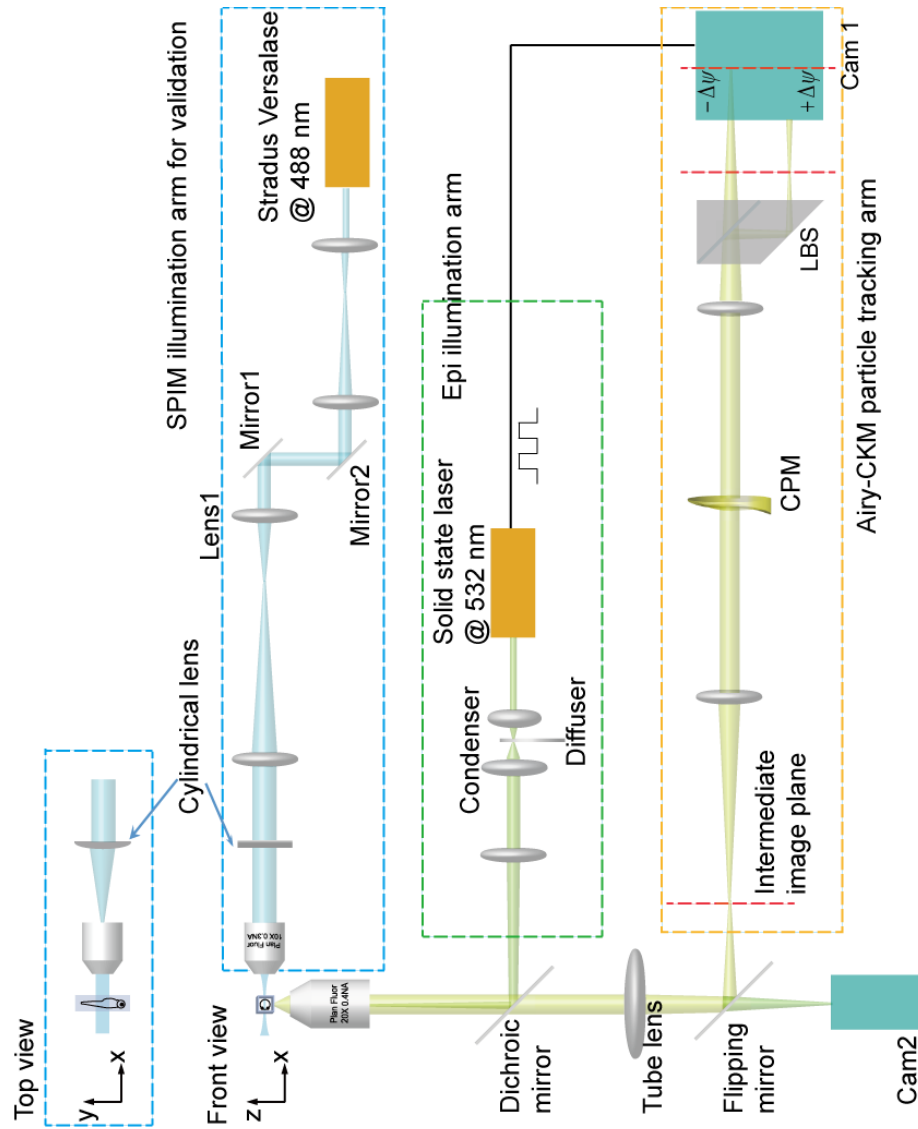 Top view
y
x
Cylindrical lens
SPIM illumination arm for validation
Front view
z
x
Plan Fluor
10X 0.3NA
Lens1
Mirror1
Mirror2
Stradus Versalase
@ 488 nm
Plan Fluor
20X 0.4NA
Epi illumination arm
Condenser
Diffuser
Solid state laser
@ 532 nm
Dichroic
mirror
Tube lens
Flipping
mirror
Cam2
Intermediate
image plane
CPM
LBS
−Δψ
+Δψ
Cam 1
Airy-CKM particle tracking arm